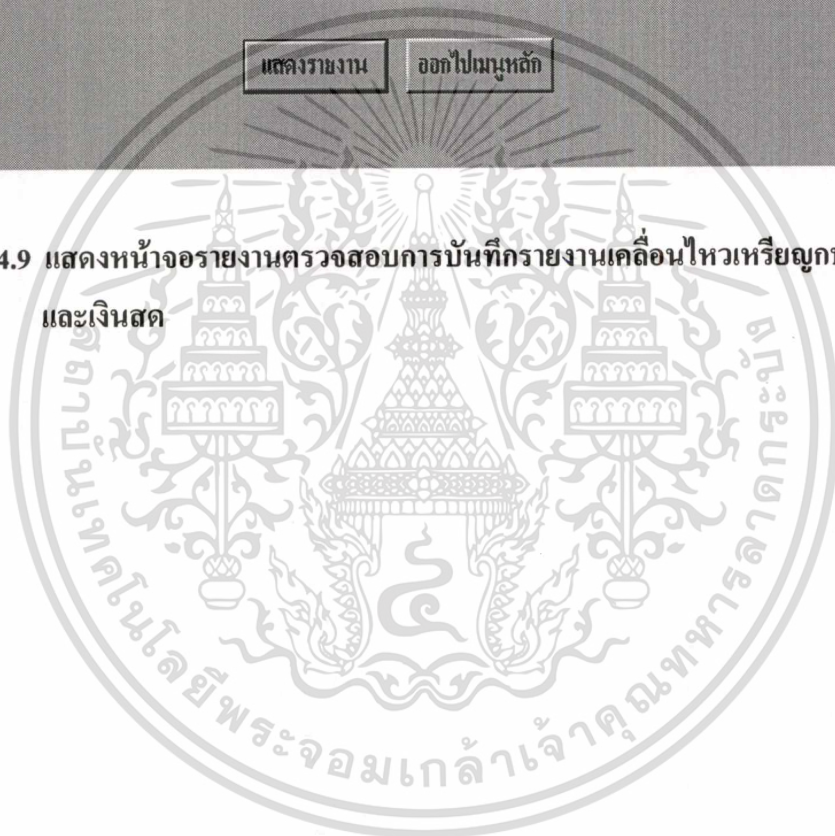 แสดงรายงาน ออกไปเมนูหลัก
4.9 แสดงหน้าจอรายงานตรวจสอบการบันทึกรายงานเคลื่อนไหวเหรียญกษ
และเงินสด
สถาบันเทคโนโลยีพระจอมเกล้าเจ้าคุณทหารลาดกระบัง